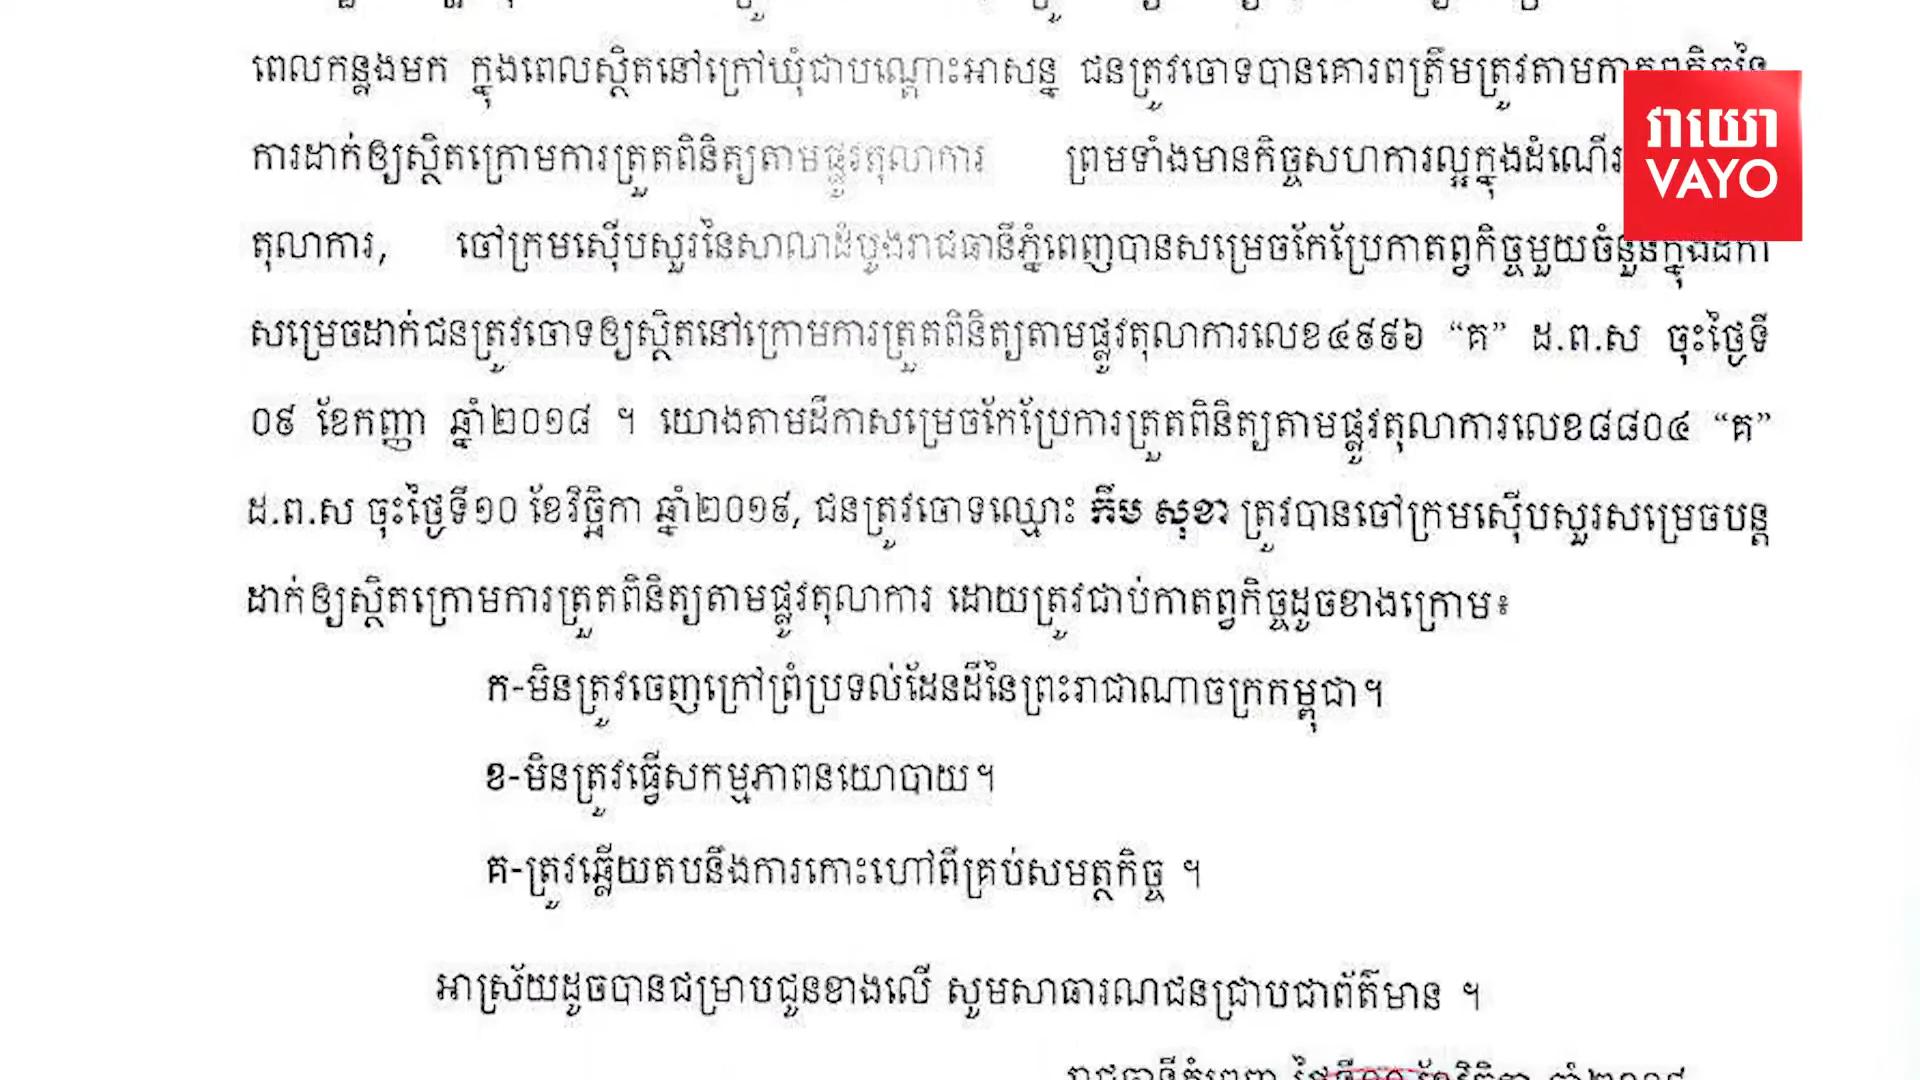 ពេលកន្លងមក ក្នុងពេលស្ថិតនៅក្រៅឃុំជាបណ្តោះអាសន្ន ជនត្រូវចោទបានគោរពត្រឹមត្រូវតាមកាតព្វកិច្ចនៃ
វាយោ
VAYO
ការដាក់ឲ្យស្ថិតក្រោមការត្រួតពិនិត្យតាមផ្លូវតុលាការ ព្រមទាំងមានកិច្ចសហការល្អក្នុងដំណើរ
តុលាការ, ចៅក្រមស៊ើបសួរនៃសាលាដំបូងរាជធានីភ្នំពេញបានសម្រេចកែប្រែកាតព្វកិច្ចមួយចំនួនក្នុងដីកា
សម្រេចដាក់ជនត្រូវចោទឲ្យស្ថិតនៅក្រោមការត្រួតពិនិត្យតាមផ្លូវតុលាការលេខ៤៩៩៦ “គ” ដ.ព.ស ចុះថ្ងៃទី
០៩ ខែកញ្ញា ឆ្នាំ២០១៨ ។ យោងតាមដីកាសម្រេចកែប្រែការត្រួតពិនិត្យតាមផ្លូវតុលាការលេខ៨៨០៤ “គ”
ដ.ព.ស ចុះថ្ងៃទី១០ ខែវិច្ឆិកា ឆ្នាំ២០១៩, ជនត្រូវចោទឈ្មោះ កឹម សុខា ត្រូវបានចៅក្រមស៊ើបសួរសម្រេចបន្ត
ដាក់ឲ្យស្ថិតក្រោមការត្រួតពិនិត្យតាមផ្លូវតុលាការ ដោយត្រូវជាប់កាតព្វកិច្ចដូចខាងក្រោម៖
ក-មិនត្រូវចេញក្រៅព្រំប្រទល់ដែនដីនៃព្រះរាជាណាចក្រកម្ពុជា។
ខ-មិនត្រូវធ្វើសកម្មភាពនយោបាយ។
គ-ត្រូវឆ្លើយតបនឹងការកោះហៅពីគ្រប់សមត្ថកិច្ច ។
អាស្រ័យដូចបានជម្រាបជូនខាងលើ សូមសាធារណជនជ្រាបជាព័ត៌មាន ។